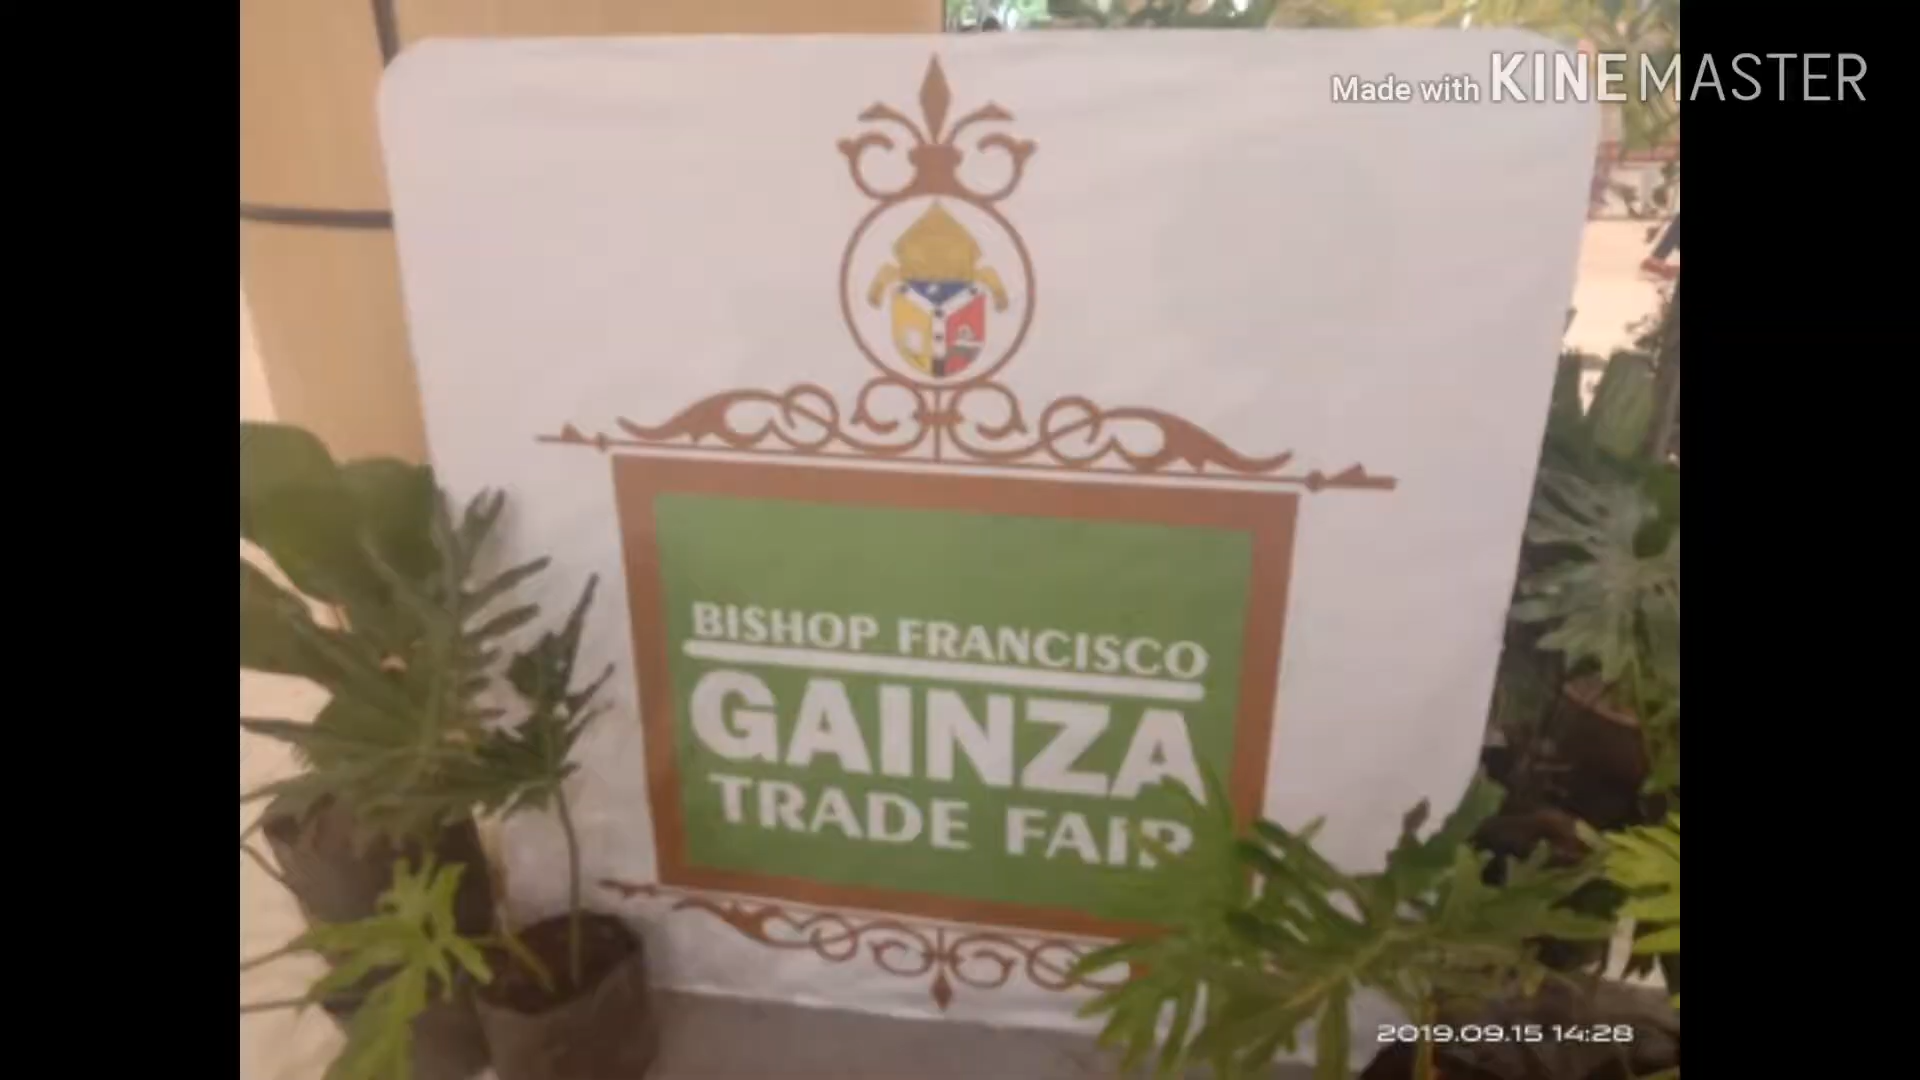 Made with KINEMASTER
BISHOP FRANCISCO
GAINZA
TRADE FAIR
2019.09.15 14:28